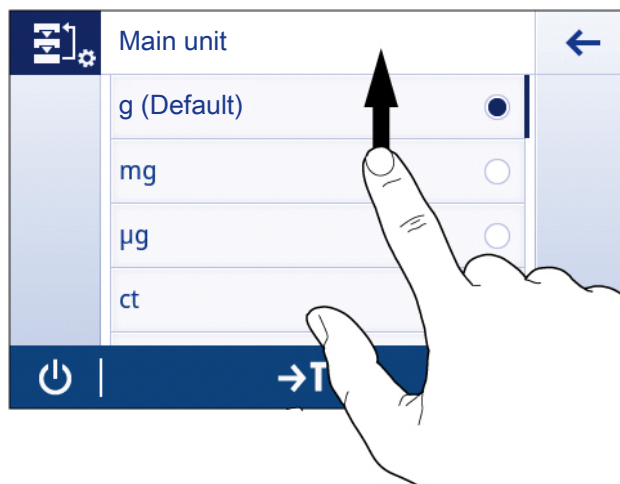 Main unit
g (Default)
mg
µg
ct
→T